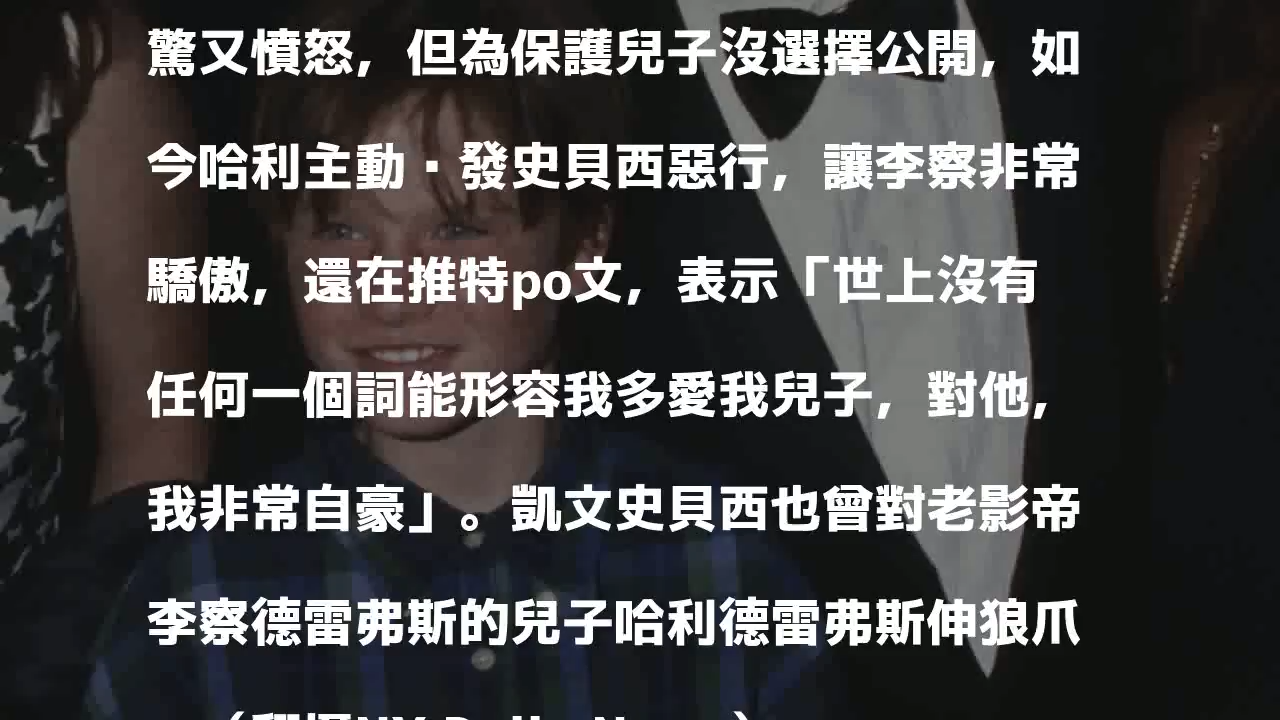 驚又憤怒，但為保護兒子沒選擇公開，如
今哈利主動·發史貝西惡行，讓李察非常
驕傲，還在推特po文，表示「世上沒有
任何一個詞能形容我多愛我兒子，對他，
我非常自豪」。凱文史貝西也曾對老影帝
李察德雷弗斯的兒子哈利德雷弗斯伸狼爪